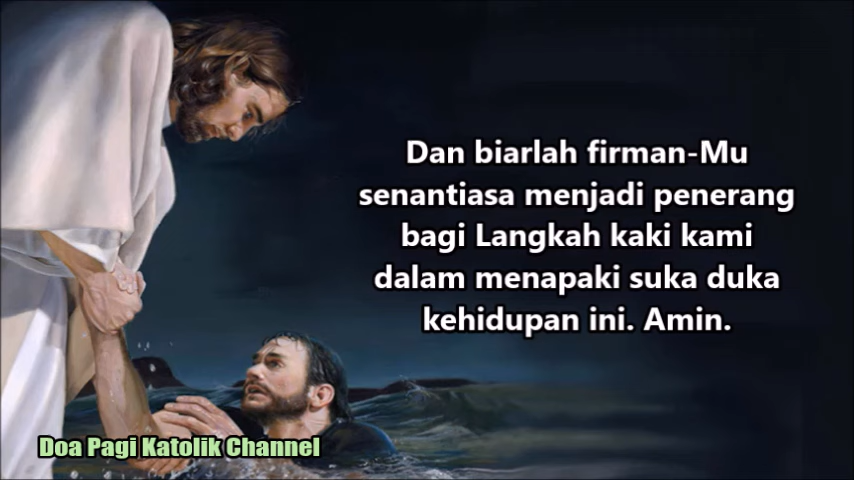 Dan biarlah firman-Mu
senantiasa menjadi penerang
bagi Langkah kaki kami
dalam menapaki suka duka
kehidupan ini. Amin.
Doa Pagi Katolik Channel